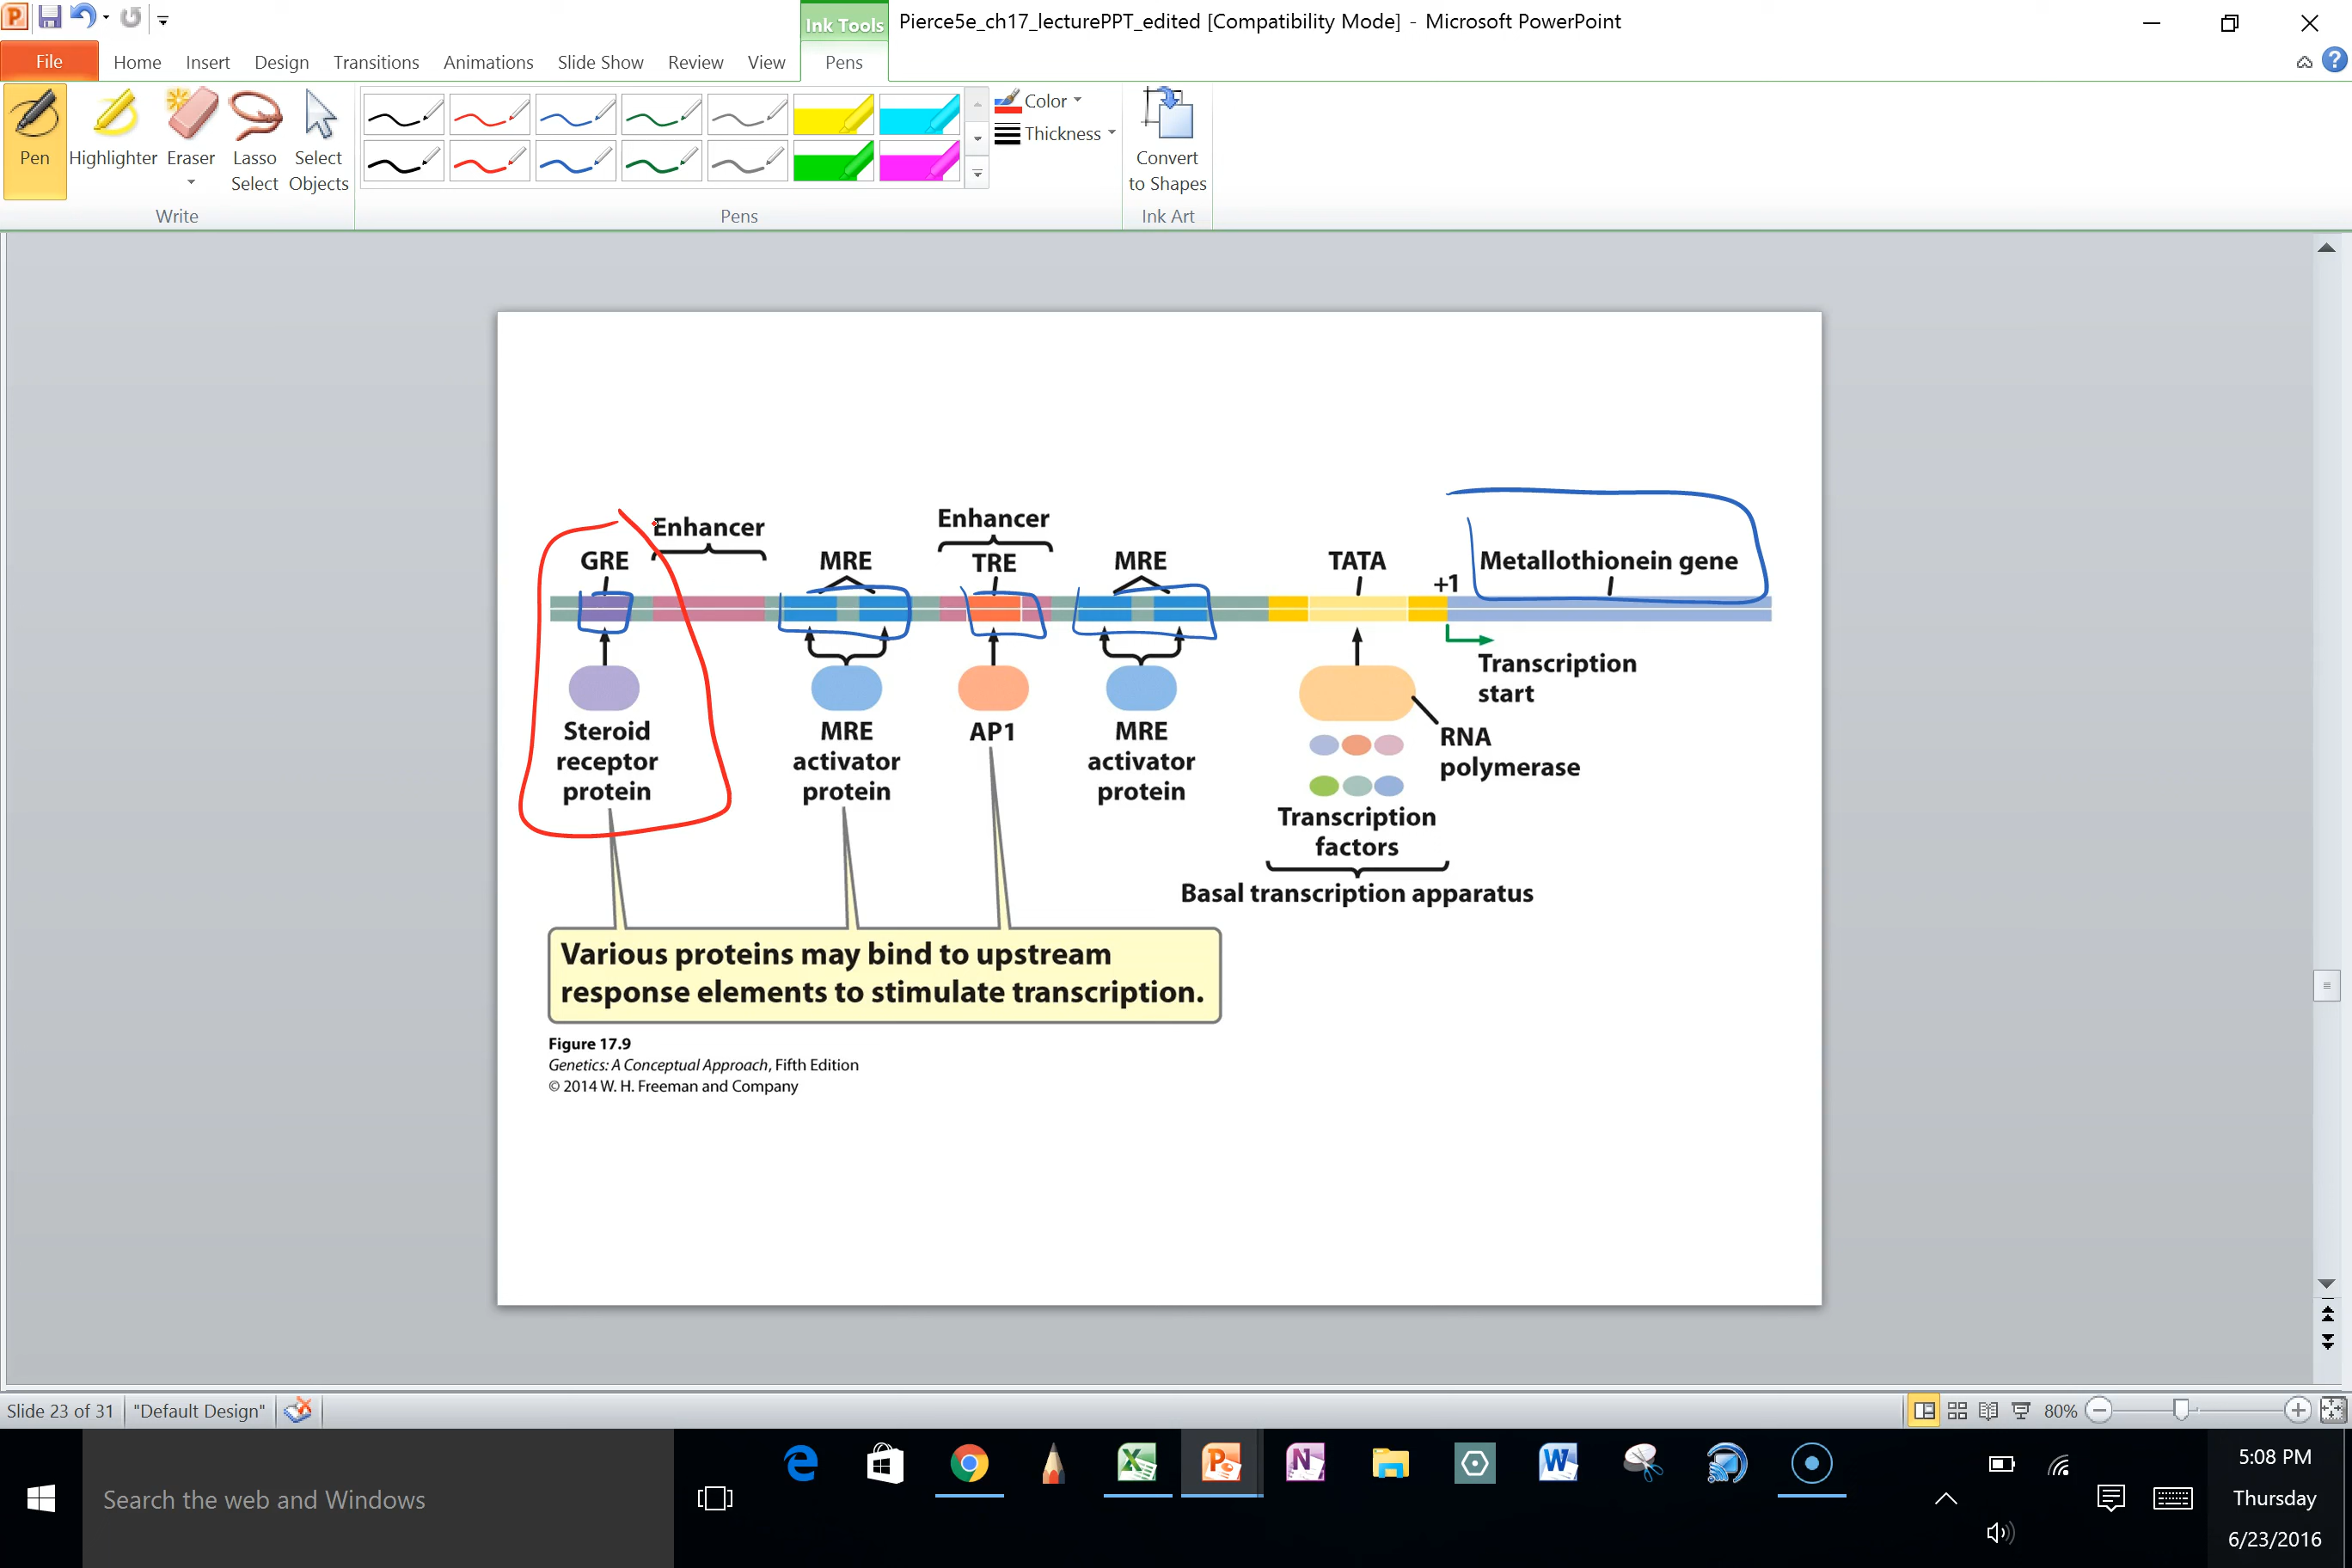 Ink Tools
Pierce5e_ch17_lecturePPT_edited [Compatibility Mode] - Microsoft PowerPoint
File Home Insert Design Transitions Animations Slide Show Review View Pens
Pen
Highlighter
Eraser
Lasso Select
Select Objects
Color
Thickness
Convert to Shapes
Write
Pens
Ink Art
Enhancer
Enhancer
GRE
MRE
TRE
MRE
TATA
+1
Metallothionein gene
Transcription
start
Steroid
receptor
protein
MRE
activator
protein
AP1
MRE
activator
protein
RNA
polymerase
Transcription
factors
Basal transcription apparatus
Various proteins may bind to upstream
response elements to stimulate transcription.
Figure 17.9
Genetics: A Conceptual Approach, Fifth Edition
© 2014 W. H. Freeman and Company
Slide 23 of 31
"Default Design"
80%
Search the web and Windows
5:08 PM
Thursday
6/23/2016